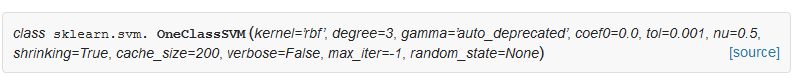 class sklearn.svm. OneClassSVM (kernel='rbf', degree=3, gamma='auto_deprecated', coef0=0.0, tol=0.001, nu=0.5,
shrinking=True, cache_size=200, verbose=False, max_iter=-1, random_state=None) [source]